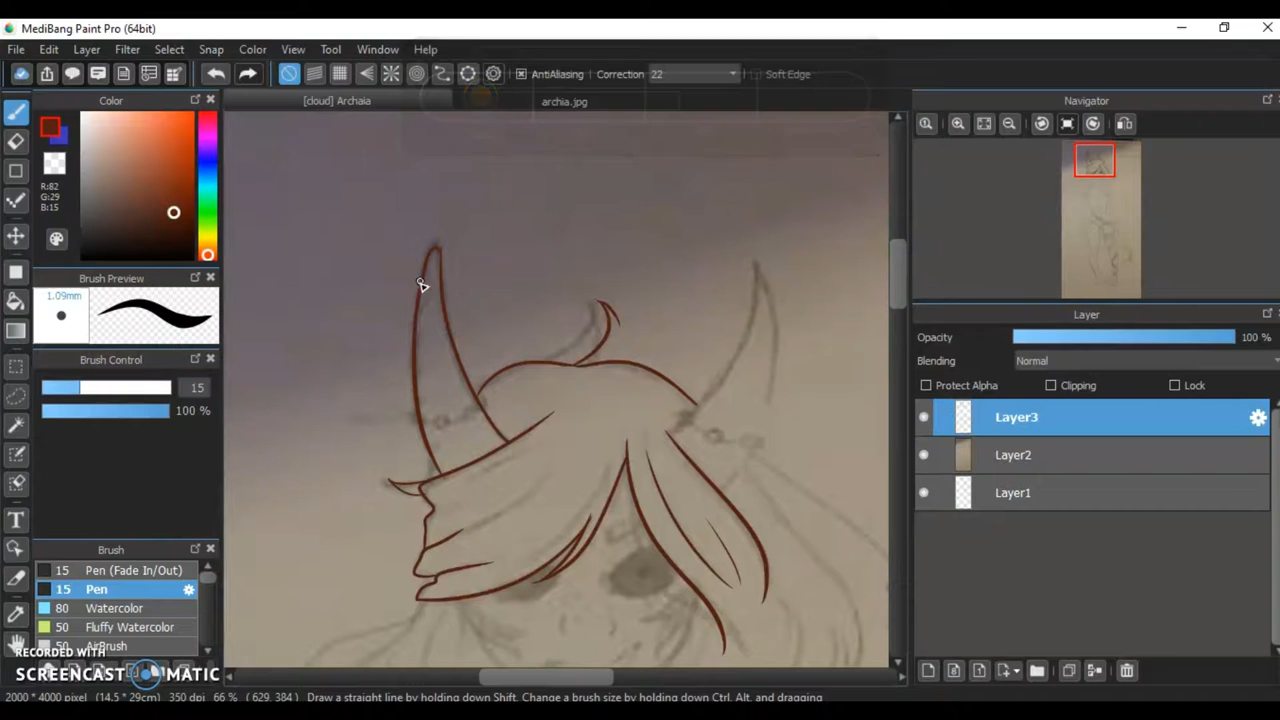 MediBang Paint Pro (64bit)
File Edit Layer Filter Select Snap Color View Tool Window Help
AntiAliasing Correction 22 Soft Edge
Color [cloud] Archaia archia.jpg Navigator
R:82
G:29
B:15
Brush Preview
1.09mm
Layer
Opacity 100 %
Brush Control Blending Normal
15 Protect Alpha Clipping Lock
100 %
Layer3
Layer2
Layer1
Brush
15 Pen (Fade In/Out)
15 Pen
80 Watercolor
50 Fluffy Watercolor
50 AirBrush
RECORDED WITH
SCREENCAST MATIC
2000 * 4000 pixel (14.5 * 29cm) 350 dpi 66 % ( 629, 384 ) Draw a straight line by holding down Shift, Change a brush size by holding down Ctrl, Alt, and dragging